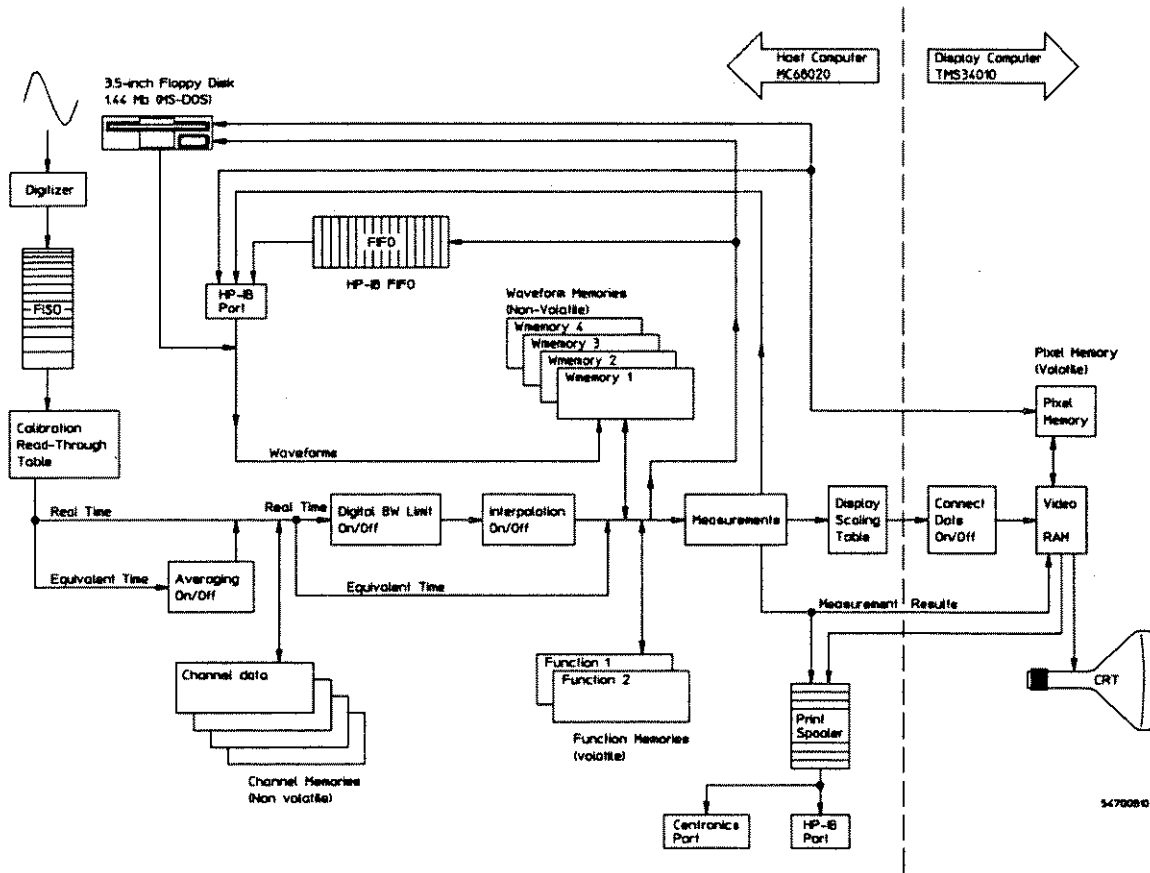 Host Computer
MC68020
Display Computer
TMS34010
3.5-inch Floppy Disk
1.44 Mb (MS-DOS)
Digitizer
FISO
FIFO
HP-IB FIFO
HP-IB
Port
Waveform Memories
(Non-Volatile)
Wmemory 4
Wmemory 3
Wmemory 2
Wmemory 1
Pixel Memory
(Volatile)
Pixel
Memory
Calibration
Read-Through
Table
Waveforms
Real Time
Real Time
Digital BW Limit
On/Off
Interpolation
On/Off
Measurements
Display
Scaling
Table
Connect
Dots
On/Off
Video
RAM
Equivalent Time
Averaging
On/Off
Equivalent Time
Measurement Results
Channel data
Function 1
Function 2
CRT
Print
Spooler
Function Memories
(volatile)
Channel Memories
(Non volatile)
Centronics
Port
HP-IB
Port